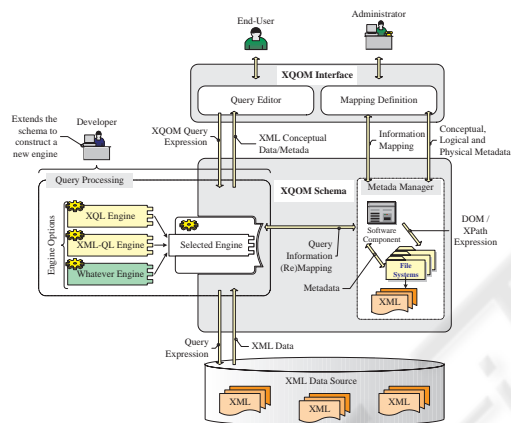 End-User
Administrator
XQOM Interface
Query Editor
Mapping Definition
Extends the
schema to
construct a
new engine
Developer
XQOM Query
Expression
XML Conceptual
Data/Metada
Information
Mapping
Conceptual,
Logical and
Physical Metadata
Query Processing
XQOM Schema
Metada Manager
Engine Options
XQL Engine
XML-QL Engine
Whatever Engine
Selected Engine
Query
Information
(Re)Mapping
Software
Component
DOM /
XPath
Expression
File
Systems
Metadata
XML
Query
Expression
XML Data
XML Data Source
XML
XML
XML